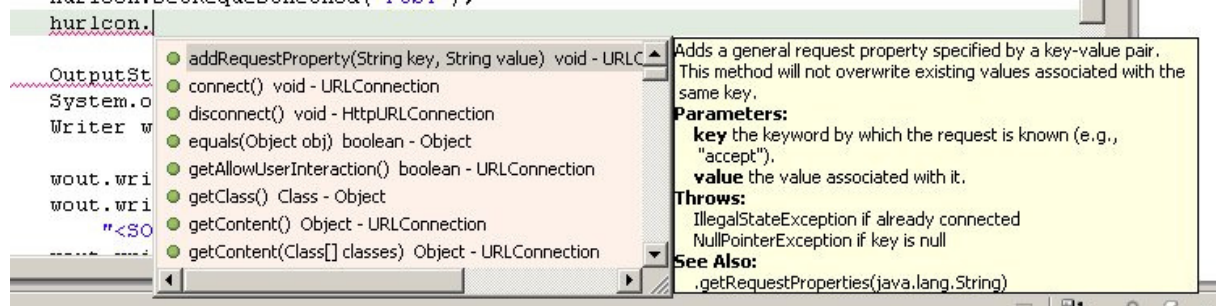 hurlcon.
OutputSt
System.o
Writer w
wout.wri
wout.wri
"<SO
addRequestProperty(String key, String value) void - URLC
connect() void - URLConnection
disconnect() void - HttpURLConnection
equals(Object obj) boolean - Object
getAllowUserInteraction() boolean - URLConnection
getClass() Class - Object
getContent() Object - URLConnection
getContent(Class[] classes) Object - URLConnection
Adds a general request property specified by a key-value pair.
This method will not overwrite existing values associated with the
same key.
Parameters:
key the keyword by which the request is known (e.g.,
"accept").
value the value associated with it.
Throws:
IllegalStateException if already connected
NullPointerException if key is null
See Also:
.getRequestProperties(java.lang.String)